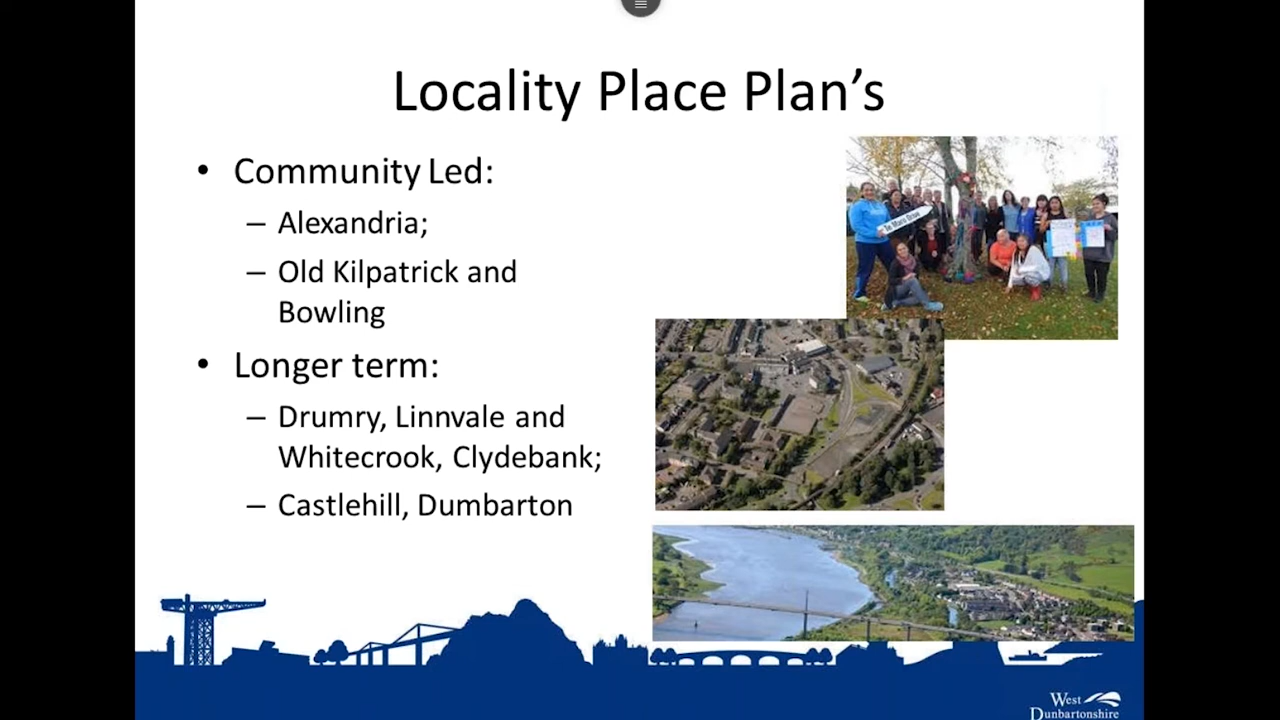 Locality Place Plan’s
• Community Led:
– Alexandria;
– Old Kilpatrick and
Bowling
• Longer term:
– Drumry, Linnvale and
Whitecrook, Clydebank;
– Castlehill, Dumbarton
West
Dunbartonshire